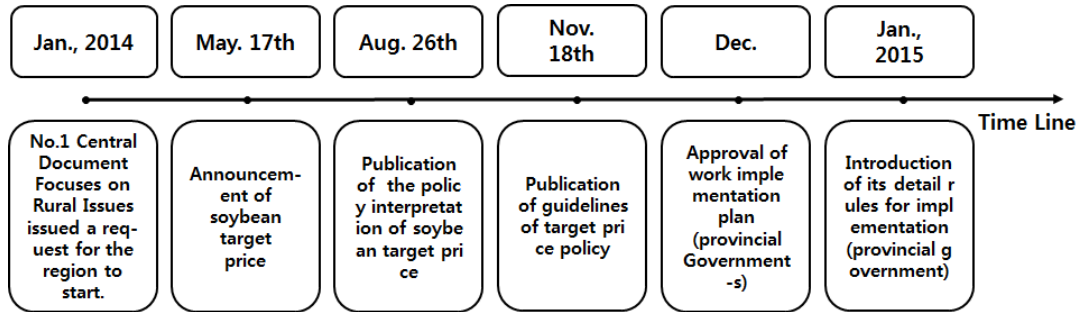 Jan., 2014
May. 17th
Aug. 26th
Nov.
18th
Dec.
Jan.,
2015
Time Line
No.1 Central
Document
Focuses on
Rural Issues
issued a req-
uest for the
region to
start.
Announcem-
ent of
soybean
target
price
Publication
of the polic
y interpretat
ion of soybe
an target pri
ce
Publication
of guidelines
of target pri
ce policy
Approval of
work imple
mentation
plan
(provincial
Government
-s)
Introduction
of its detail r
ules for impl
ementation
(provincial g
overnment)